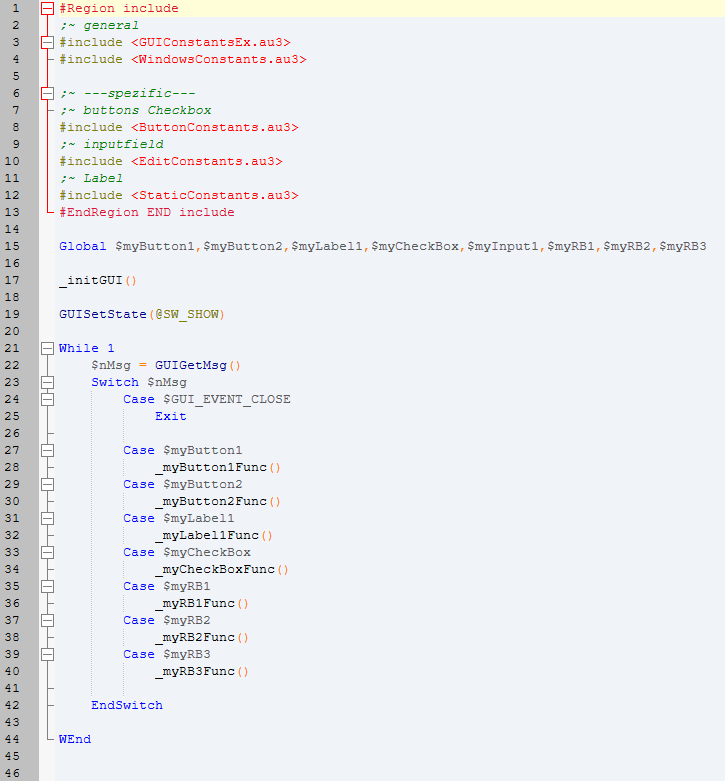 1 #Region include
2 ;~ general
3 #include <GUIConstantsEx.au3>
4 #include <WindowsConstants.au3>
5
6 ;~ ---spezific---
7 ;~ buttons Checkbox
8 #include <ButtonConstants.au3>
9 ;~ inputfield
10 #include <EditConstants.au3>
11 ;~ Label
12 #include <StaticConstants.au3>
13 #EndRegion END include
14
15 Global $myButton1,$myButton2,$myLabel1,$myCheckBox,$myInput1,$myRB1,$myRB2,$myRB3
16
17 _initGUI()
18
19 GUISetState(@SW_SHOW)
20
21 While 1
22     $nMsg = GUIGetMsg()
23     Switch $nMsg
24         Case $GUI_EVENT_CLOSE
25             Exit
26
27         Case $myButton1
28             _myButton1Func()
29         Case $myButton2
30             _myButton2Func()
31         Case $myLabel1
32             _myLabel1Func()
33         Case $myCheckBox
34             _myCheckBoxFunc()
35         Case $myRB1
36             _myRB1Func()
37         Case $myRB2
38             _myRB2Func()
39         Case $myRB3
40             _myRB3Func()
41
42     EndSwitch
43
44 WEnd
45
46